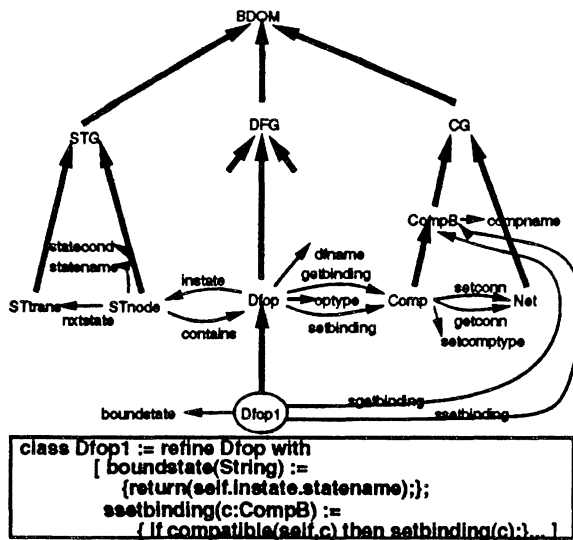 BDOM
STG
DFG
CG
CompB
compname
statecond
statename
dfname
instate
getbinding
setconn
STtrans
STnode
Dfop
optype
Comp
Net
nxtstate
contains
setbinding
getconn
setcomptype
sgetbinding
boundstate
Dfop1
ssetbinding
class Dfop1 := refine Dfop with
[ boundstate(String) :=
{return(self.instate.statename);};
ssetbinding(c:CompB) :=
{ if compatible(self,c) then setbinding(c);}... ]